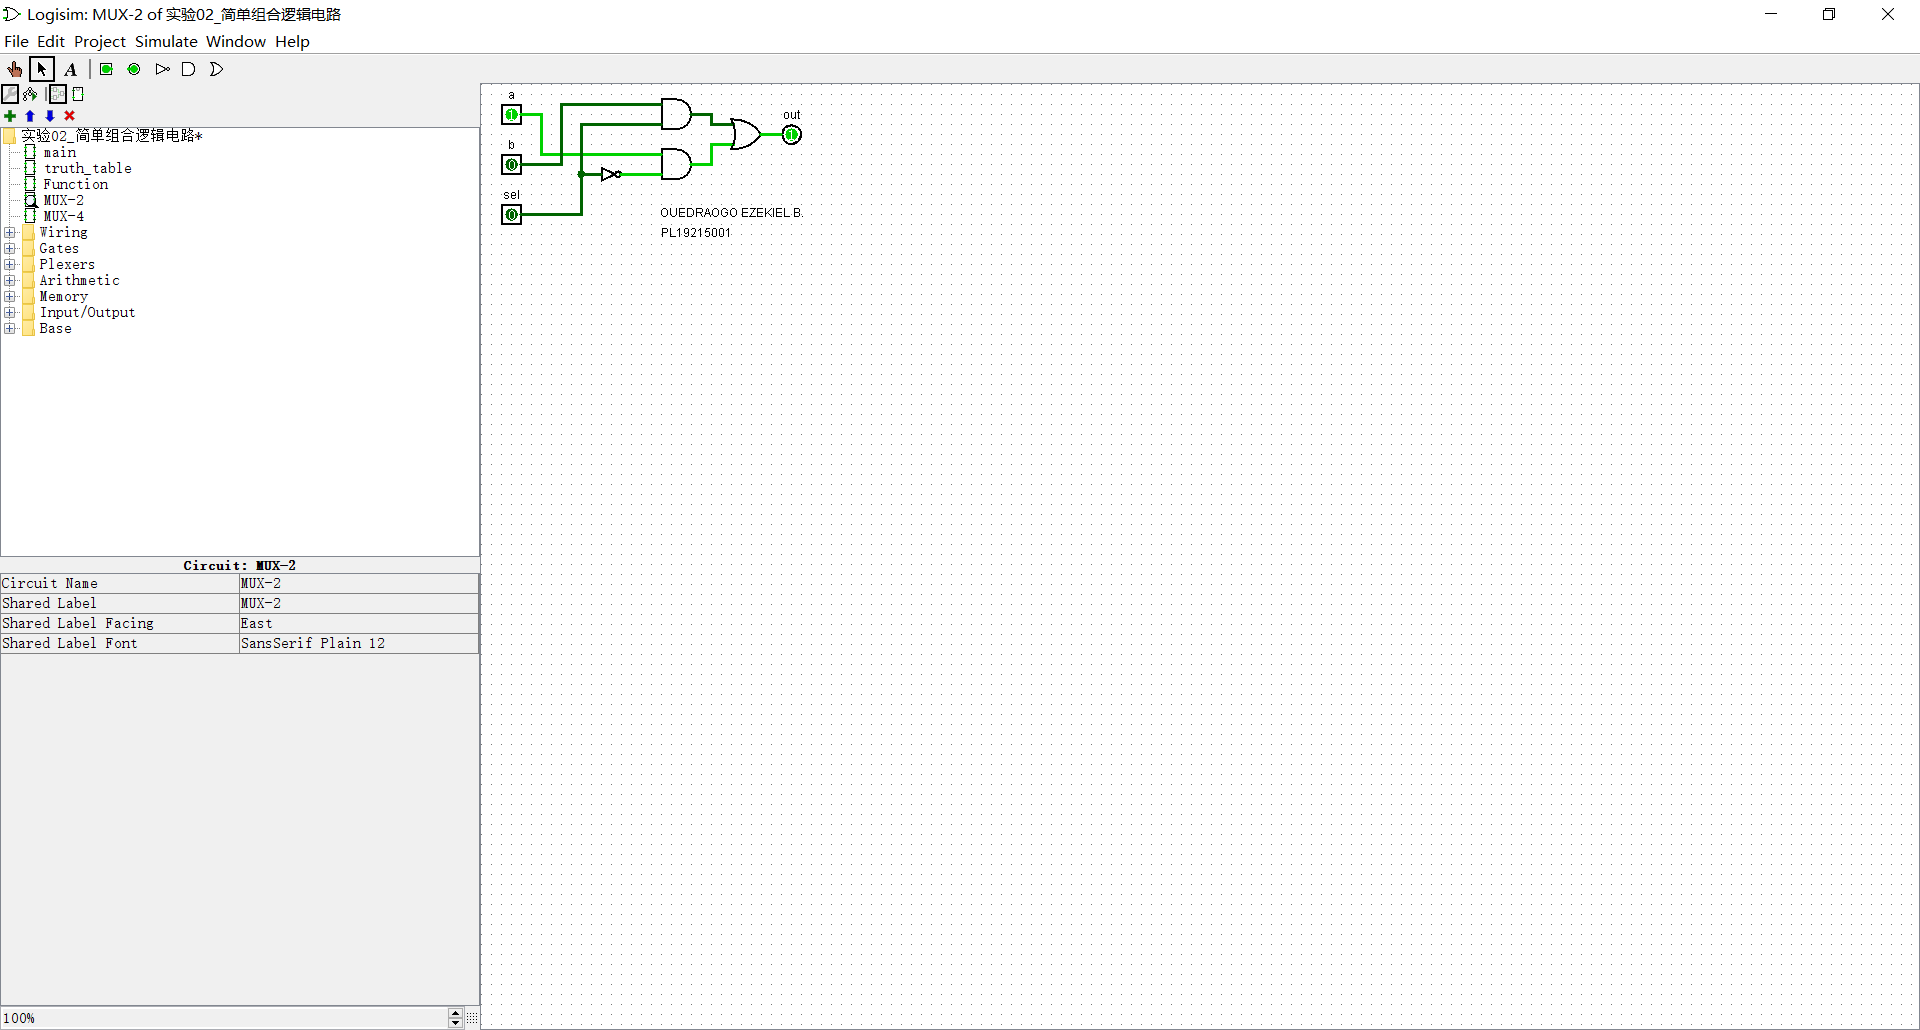 Logisim: MUX-2 of 实验02_简单组合逻辑电路
File Edit Project Simulate Window Help
A
实验02_简单组合逻辑电路*
main
truth_table
Function
MUX-2
MUX-4
Wiring
Gates
Plexers
Arithmetic
Memory
Input/Output
Base
Circuit: MUX-2
Circuit Name MUX-2
Shared Label MUX-2
Shared Label Facing East
Shared Label Font SansSerif Plain 12
100%
a
1
b
0
sel
0
out
1
OUEDRAOGO EZEKIEL B.
PL19215001